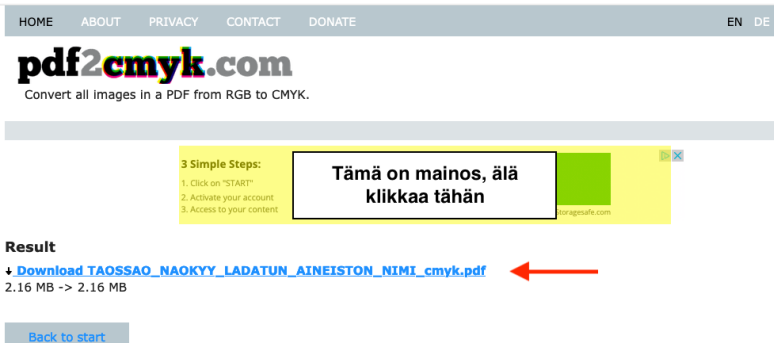 HOME ABOUT PRIVACY CONTACT DONATE EN DE
pdf2cmyk.com
Convert all images in a PDF from RGB to CMYK.
3 Simple Steps:
1. Click on "START"
2. Activate your account
3. Access to your content
Tämä on mainos, älä
klikkaa tähän
toragesafe.com
Result
Download TAOSSAO_NAOKYY_LADATUN_AINEISTON_NIMI_cmyk.pdf
2.16 MB -> 2.16 MB
Back to start